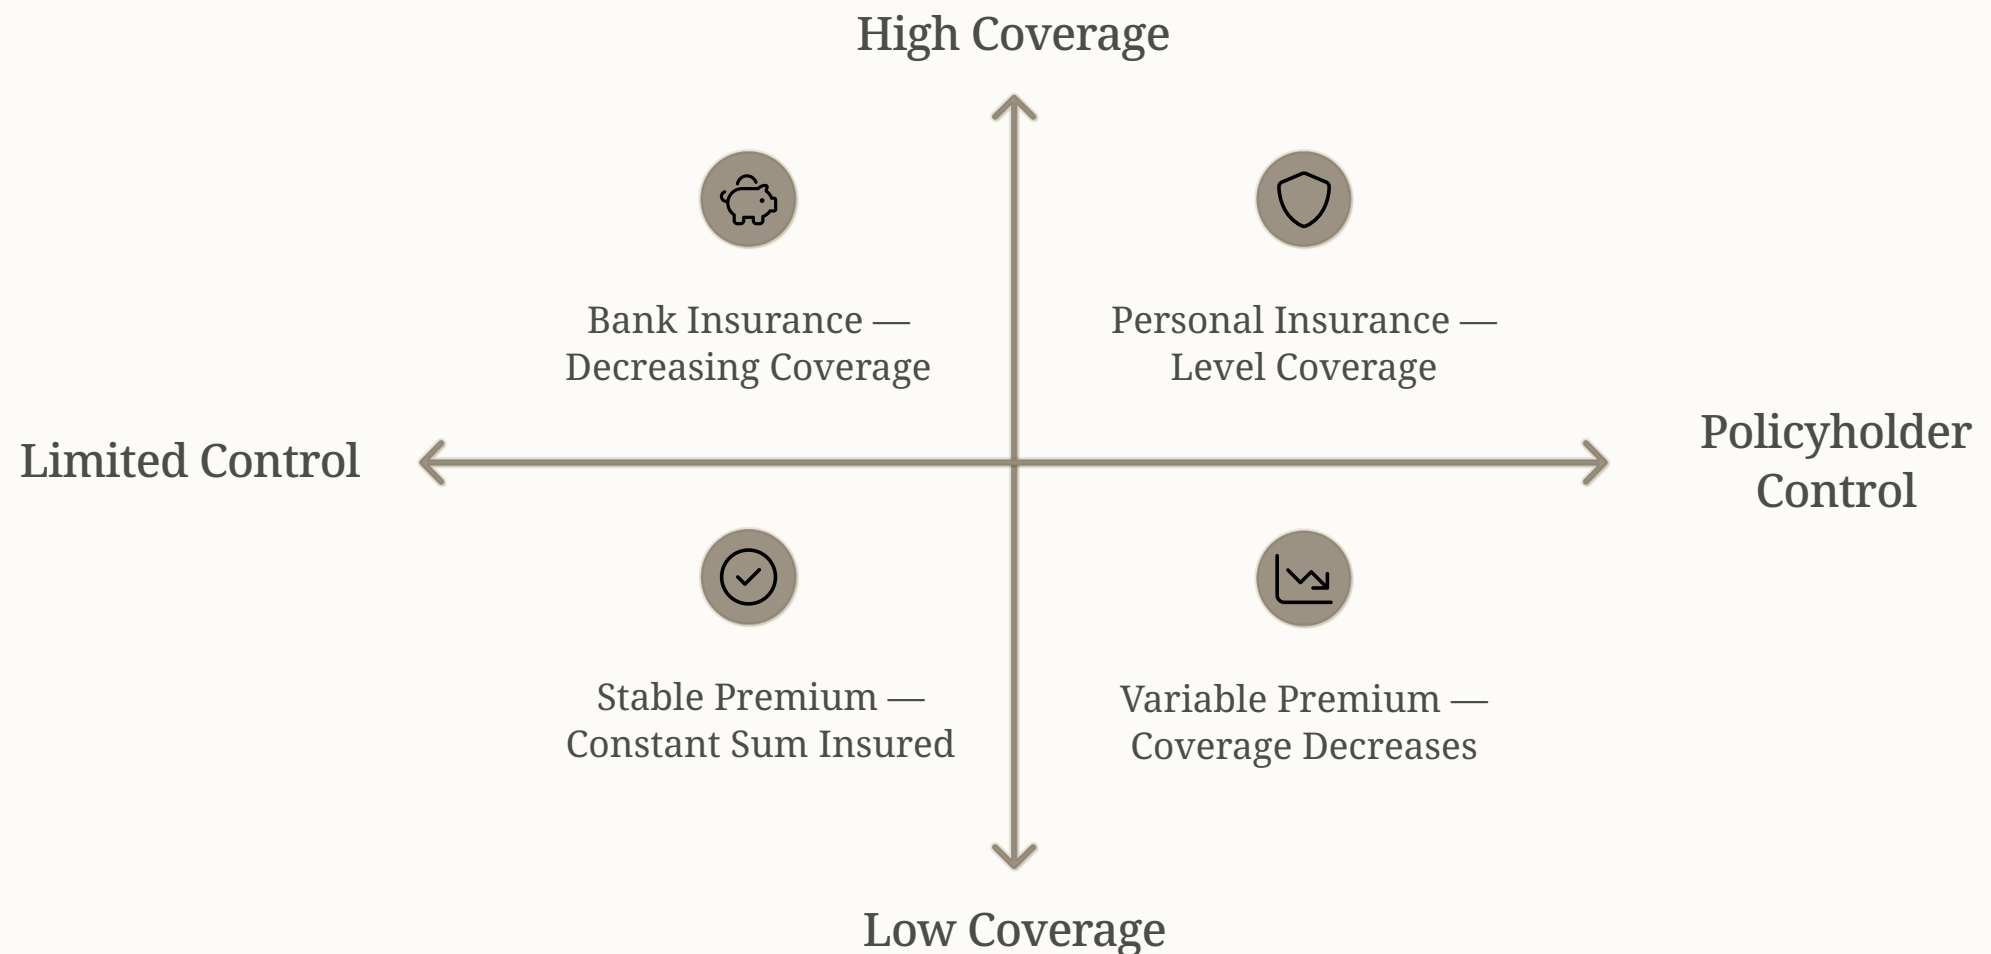 High Coverage
Bank Insurance —
Decreasing Coverage
Personal Insurance —
Level Coverage
Limited Control
Policyholder
Control
Stable Premium —
Constant Sum Insured
Variable Premium —
Coverage Decreases
Low Coverage